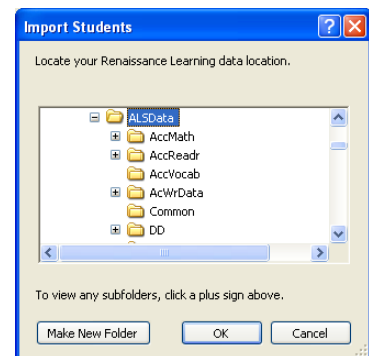 Import Students
Locate your Renaissance Learning data location.
ALSData
AccMath
AccReadr
AccVocab
AcWrData
Common
DD
To view any subfolders, click a plus sign above.
Make New Folder
OK
Cancel